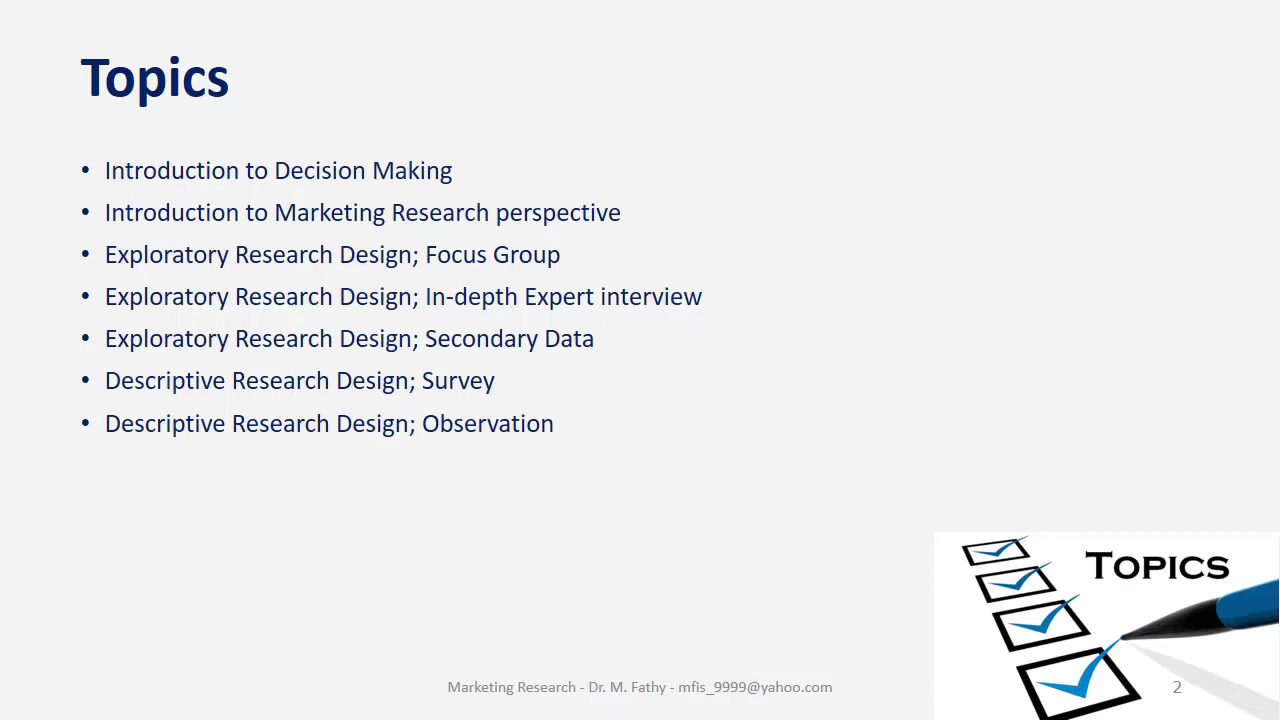 Topics
• Introduction to Decision Making
• Introduction to Marketing Research perspective
• Exploratory Research Design; Focus Group
• Exploratory Research Design; In-depth Expert interview
• Exploratory Research Design; Secondary Data
• Descriptive Research Design; Survey
• Descriptive Research Design; Observation
TOPICS
Marketing Research - Dr. M. Fathy - mfis_9999@yahoo.com
2